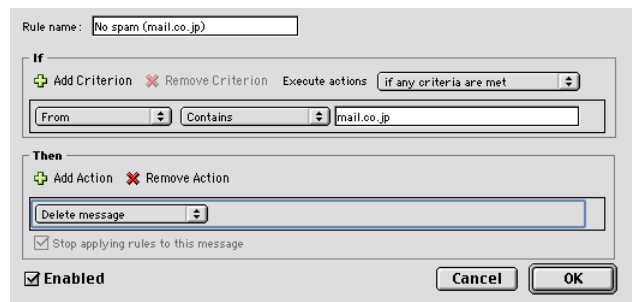 Rule name: No spam (mail.co.jp)
If
Add Criterion Remove Criterion Execute actions if any criteria are met
From Contains mail.co.jp
Then
Add Action Remove Action
Delete message
Stop applying rules to this message
Enabled Cancel OK